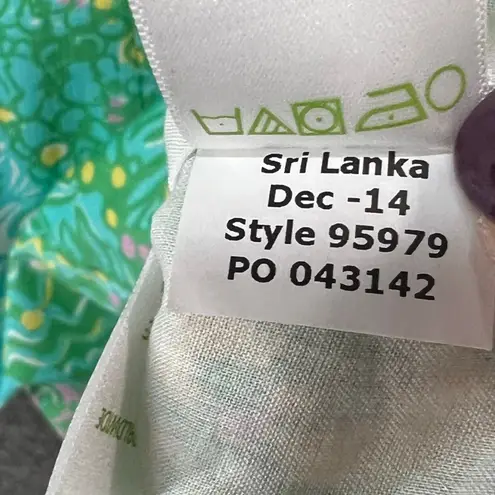 Sri Lanka
Dec -14
Style 95979
PO 043142